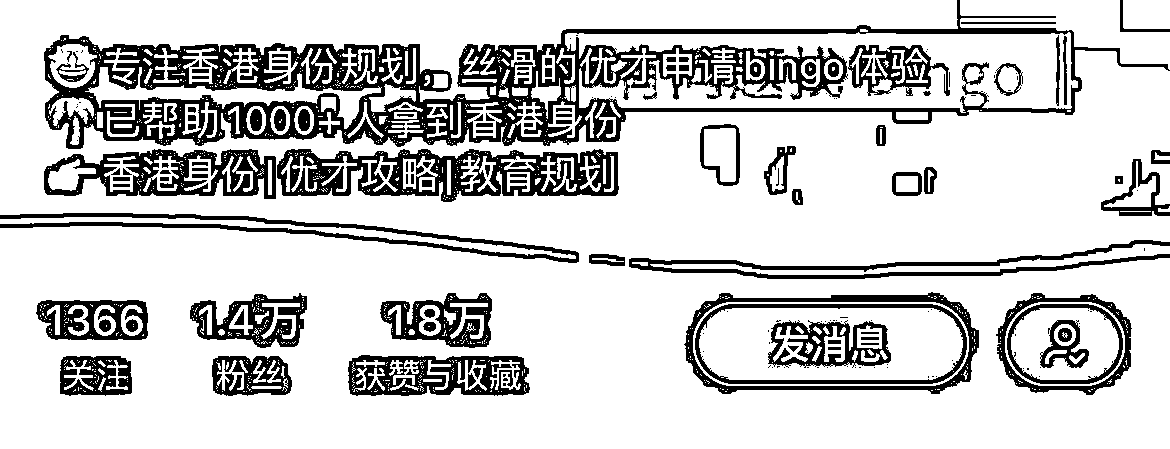 专注香港身份规划，丝滑的优才申请bingo体验
已帮助1000+人拿到香港身份
香港身份|优才攻略|教育规划
1366 1.4万 1.8万
关注 粉丝 获赞与收藏
发消息